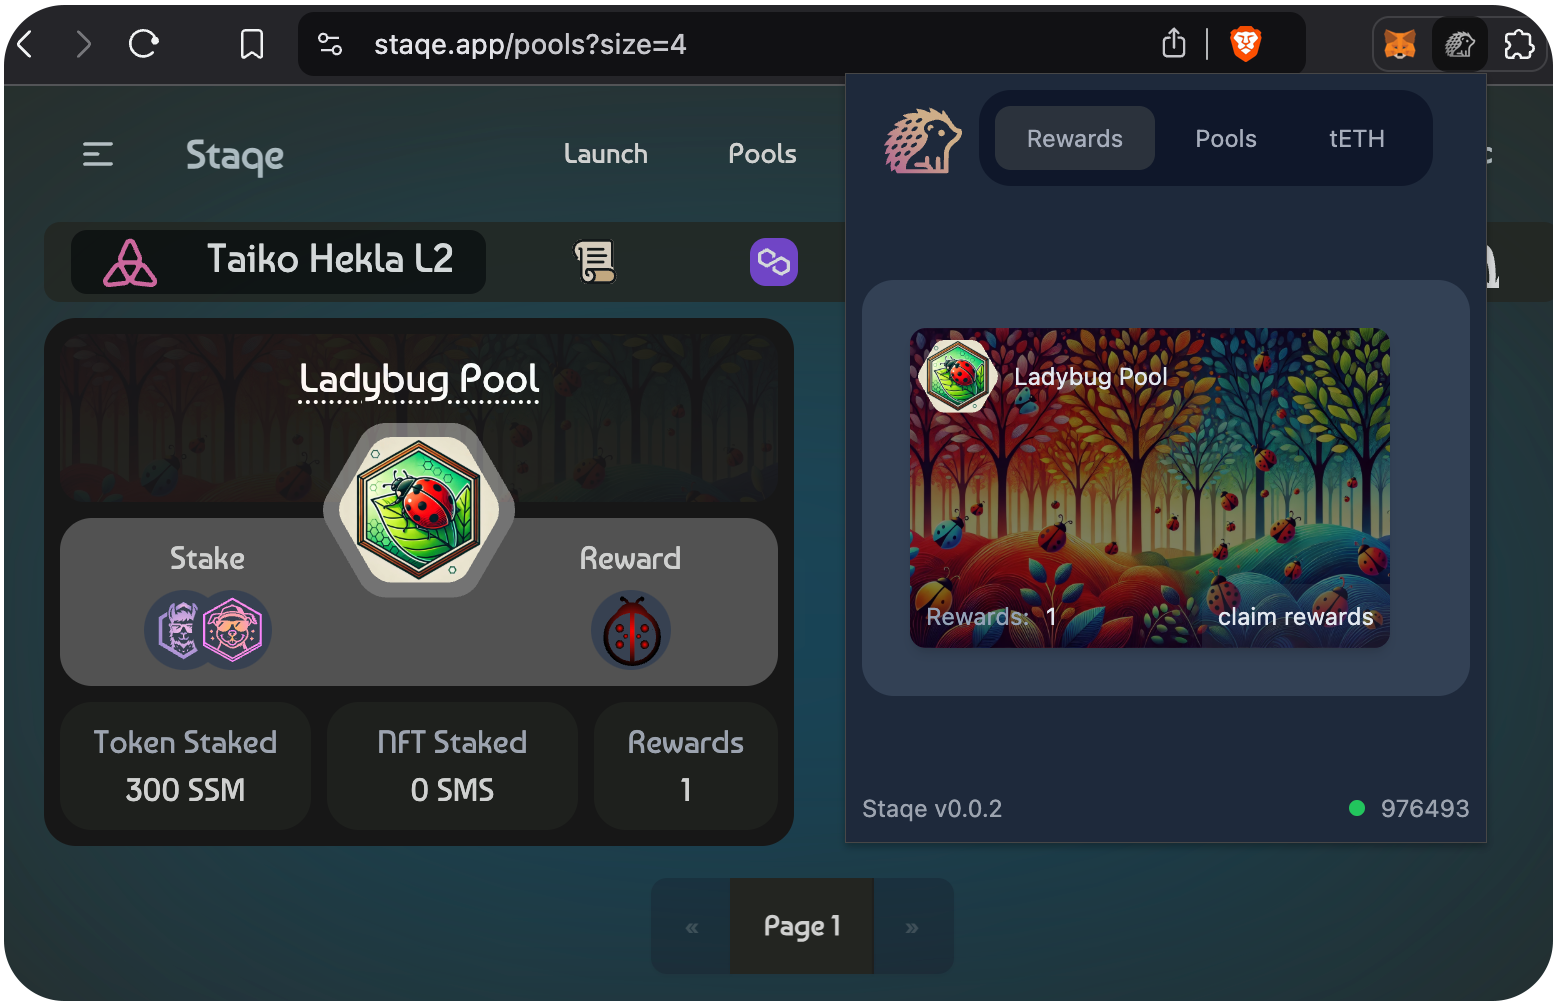 staqe.app/pools?size=4
Staqe
Launch
Pools
Taiko Hekla L2
Ladybug Pool
Stake
Reward
Token Staked
300 SSM
NFT Staked
0 SMS
Rewards
1
« Page 1 »
Rewards
Pools
tETH
Ladybug Pool
Rewards: 1
claim rewards
Staqe v0.0.2
976493